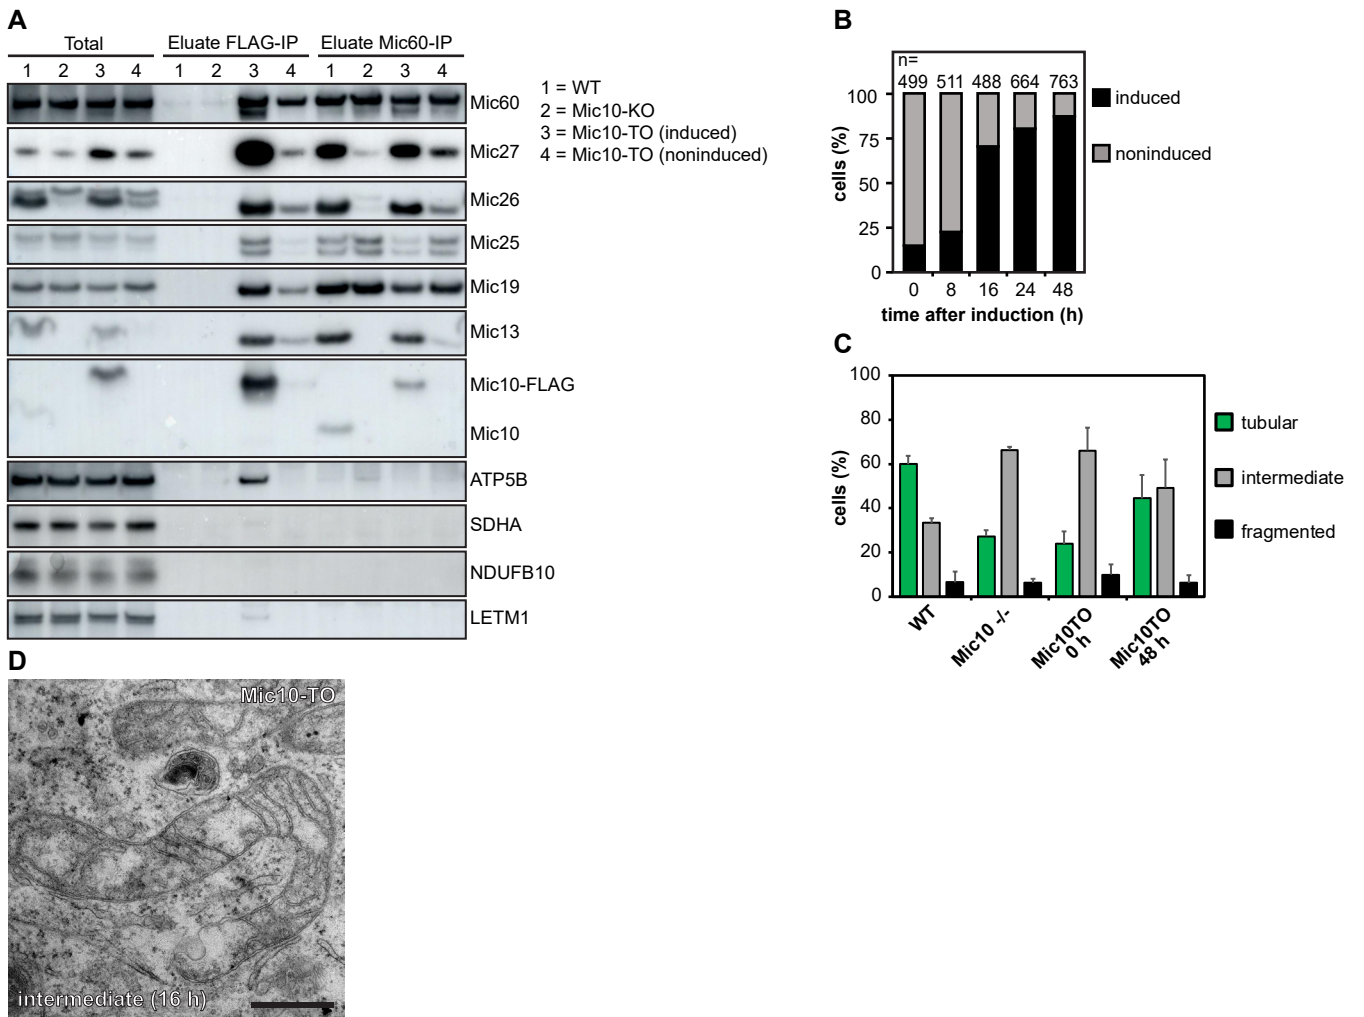 A
Total Eluate FLAG-IP Eluate Mic60-IP
1 2 3 4 1 2 3 4 1 2 3 4
Mic60
Mic27
Mic26
Mic25
Mic19
Mic13
Mic10-FLAG
Mic10
ATP5B
SDHA
NDUFB10
LETM1
1 = WT
2 = Mic10-KO
3 = Mic10-TO (induced)
4 = Mic10-TO (noninduced)
B
n=
499 511 488 664 763
100
75
50
25
0
cells (%)
0 8 16 24 48
time after induction (h)
induced
noninduced
C
100
80
60
40
20
0
cells (%)
WT
Mic10 -/-
Mic10TO
0 h
Mic10TO
48 h
tubular
intermediate
fragmented
D
Mic10-TO
intermediate (16 h)